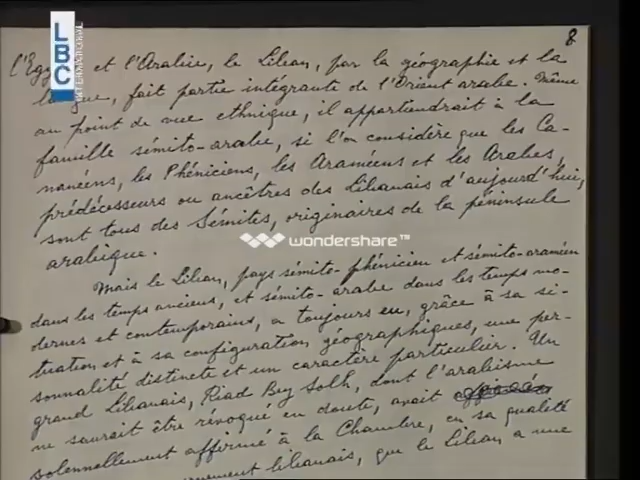 LBC
INTERNATIONAL
8
et l'Arabie, le Liban, par la géographie et la
langue, fait partie intégrante de l'Orient arabe. Même
au point de vue ethnique, il appartiendrait à la
famille sémito-arabe, si l'on considère que les Ca-
nanéens, les Phéniciens, les Araméens et les Arabes,
prédécesseurs ou ancêtres des Libanais d'aujourd'hui,
sont tous des Sémites, originaires de la péninsule
arabique.
wondershare™
Mais le Liban, pays sémito-phénicien et sémito-araméen
dans les temps anciens, et sémito-arabe dans les temps mo-
dernes et contemporains, a toujours eu, grâce à sa si-
tuation et à sa configuration géographiques, une per-
sonnalité distincte et un caractère particulier. Un
grand Libanais, Riad Bey Solh, dont l'arabisme
ne saurait être révoqué en doute, avait
solennellement affirmé à la Chambre, en sa qualité
libanais, que le Liban a une